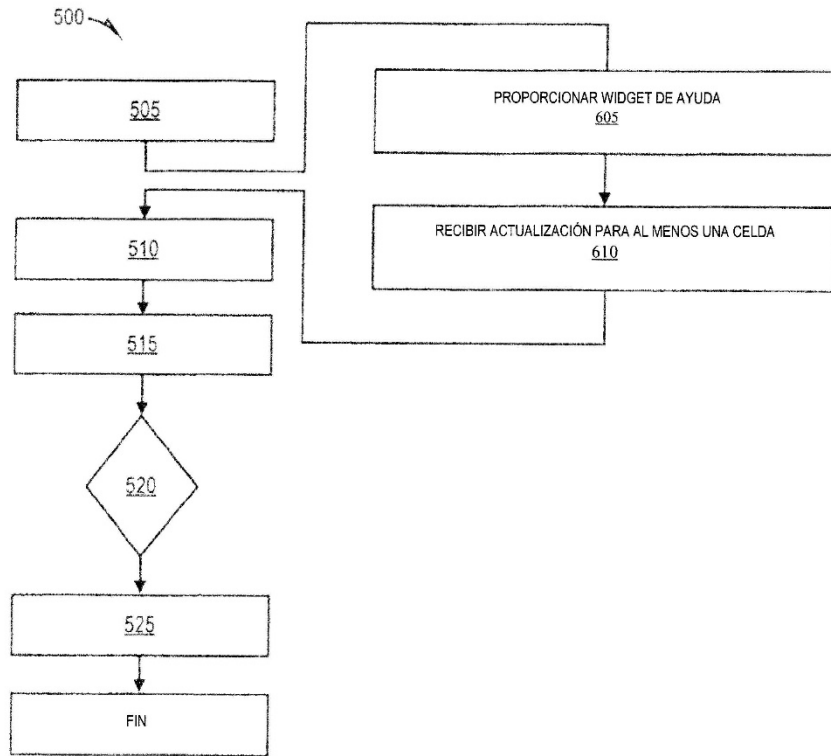 500
505
PROPORCIONAR WIDGET DE AYUDA
605
RECIBIR ACTUALIZACIÓN PARA AL MENOS UNA CELDA
610
510
515
520
525
FIN